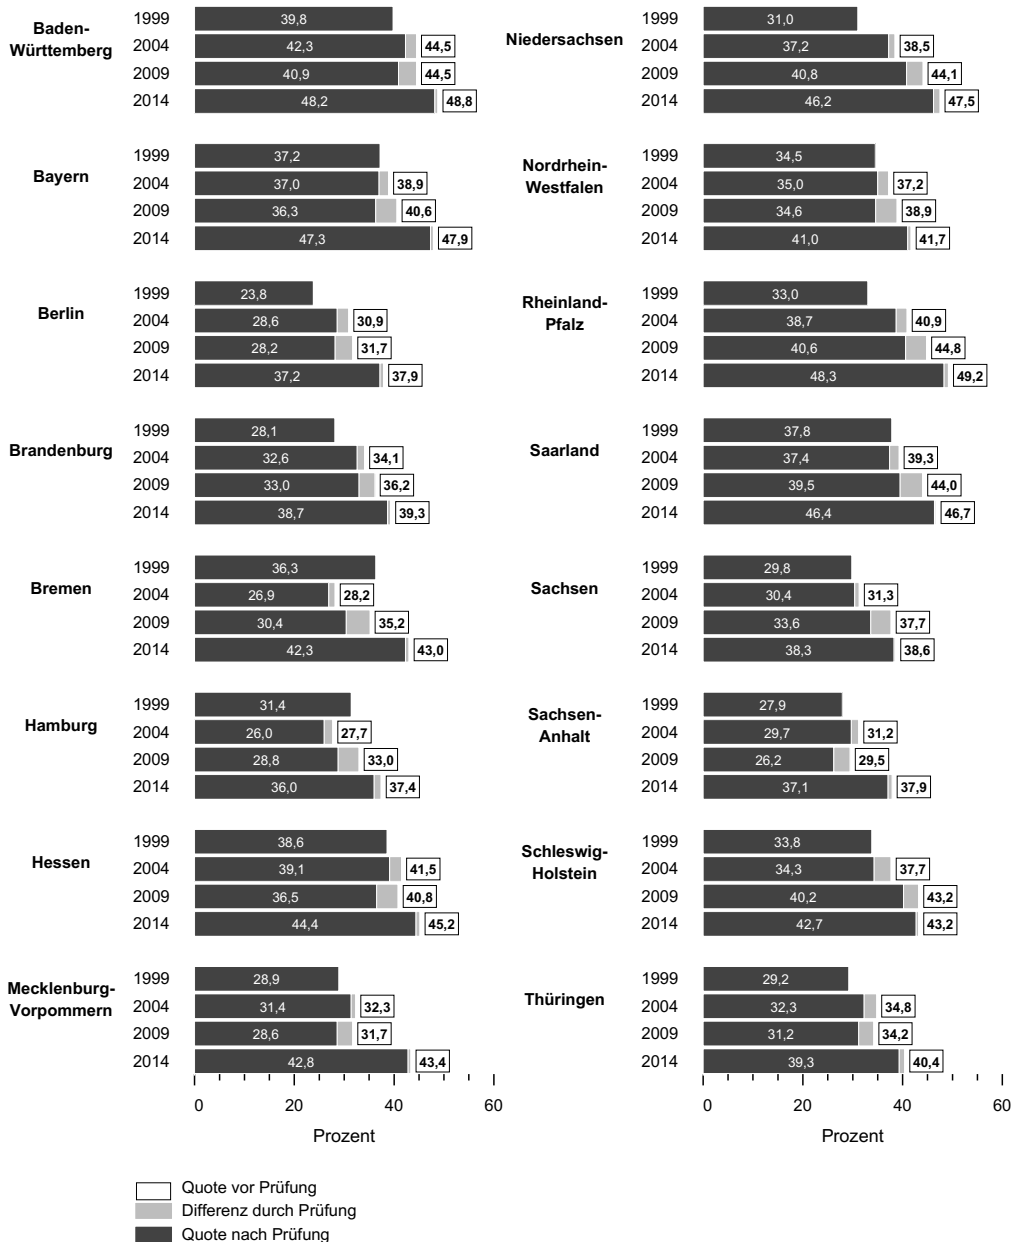 Baden-
Württemberg
1999 39,8
2004 42,3 44,5
2009 40,9 44,5
2014 48,2 48,8
Bayern
1999 37,2
2004 37,0 38,9
2009 36,3 40,6
2014 47,3 47,9
Berlin
1999 23,8
2004 28,6 30,9
2009 28,2 31,7
2014 37,2 37,9
Brandenburg
1999 28,1
2004 32,6 34,1
2009 33,0 36,2
2014 38,7 39,3
Bremen
1999 36,3
2004 26,9 28,2
2009 30,4 35,2
2014 42,3 43,0
Hamburg
1999 31,4
2004 26,0 27,7
2009 28,8 33,0
2014 36,0 37,4
Hessen
1999 38,6
2004 39,1 41,5
2009 36,5 40,8
2014 44,4 45,2
Mecklenburg-
Vorpommern
1999 28,9
2004 31,4 32,3
2009 28,6 31,7
2014 42,8 43,4
0 20 40 60
Prozent
Niedersachsen
1999 31,0
2004 37,2 38,5
2009 40,8 44,1
2014 46,2 47,5
Nordrhein-
Westfalen
1999 34,5
2004 35,0 37,2
2009 34,6 38,9
2014 41,0 41,7
Rheinland-
Pfalz
1999 33,0
2004 38,7 40,9
2009 40,6 44,8
2014 48,3 49,2
Saarland
1999 37,8
2004 37,4 39,3
2009 39,5 44,0
2014 46,4 46,7
Sachsen
1999 29,8
2004 30,4 31,3
2009 33,6 37,7
2014 38,3 38,6
Sachsen-
Anhalt
1999 27,9
2004 29,7 31,2
2009 26,2 29,5
2014 37,1 37,9
Schleswig-
Holstein
1999 33,8
2004 34,3 37,7
2009 40,2 43,2
2014 42,7 43,2
Thüringen
1999 29,2
2004 32,3 34,8
2009 31,2 34,2
2014 39,3 40,4
0 20 40 60
Prozent
Quote vor Prüfung
Differenz durch Prüfung
Quote nach Prüfung